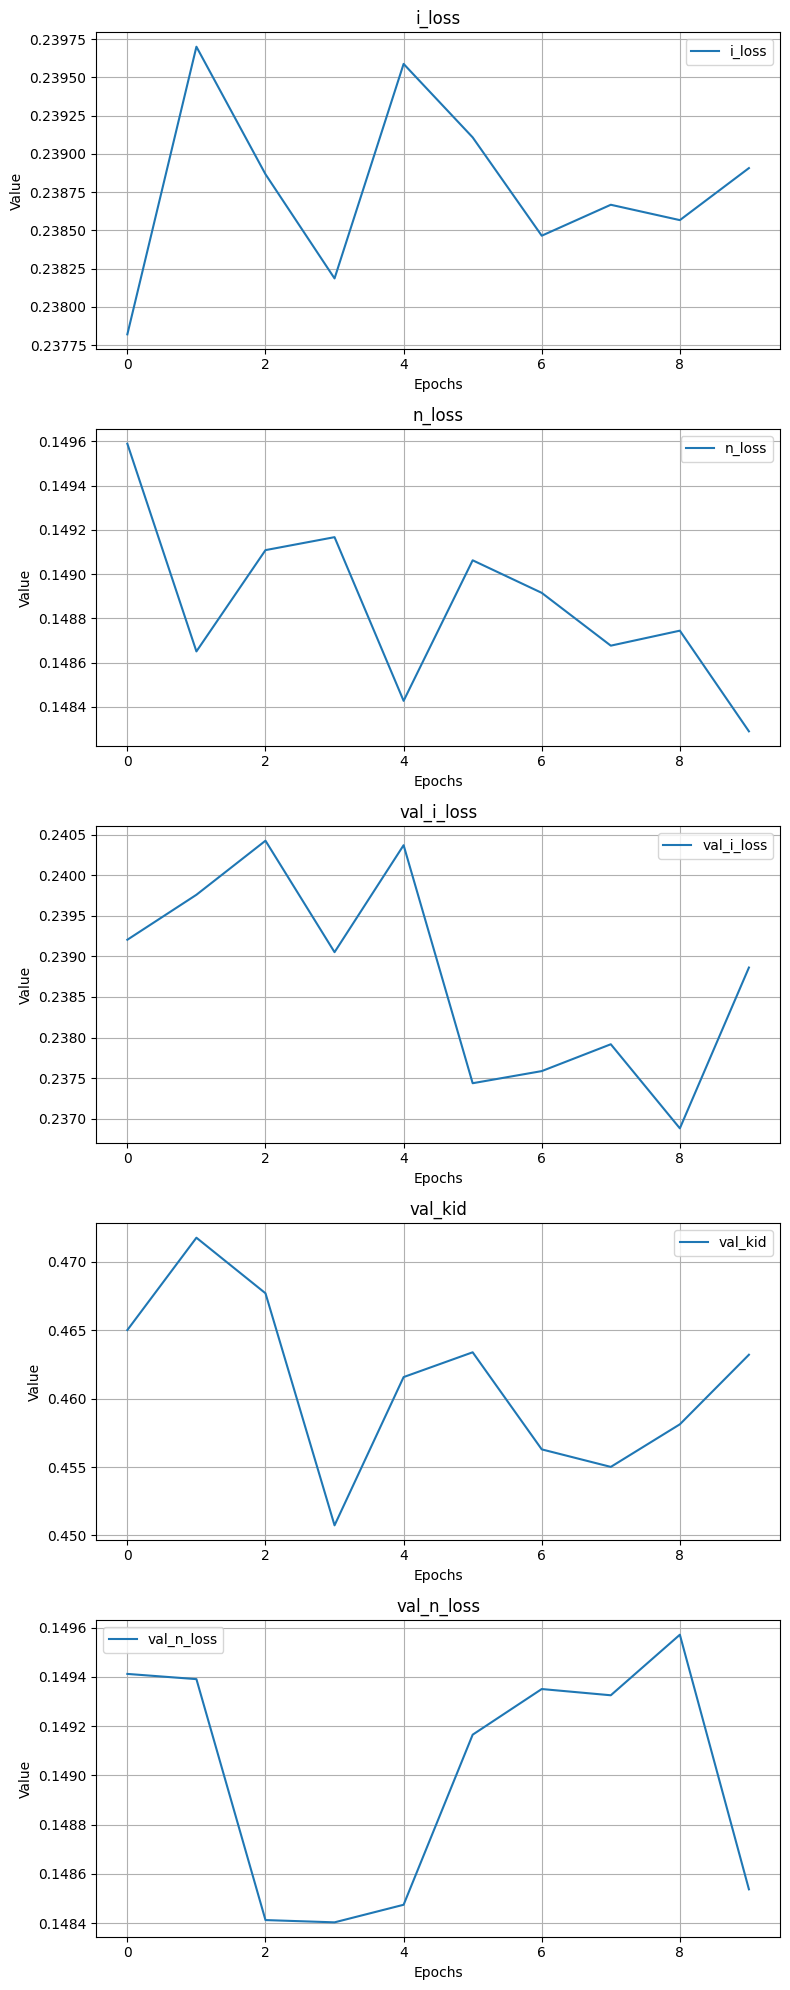 i_loss
i_loss
0.23975
0.23950
0.23925
0.23900
0.23875
0.23850
0.23825
0.23800
0.23775
Value
0 2 4 6 8
Epochs
n_loss
n_loss
0.1496
0.1494
0.1492
0.1490
0.1488
0.1486
0.1484
Value
0 2 4 6 8
Epochs
val_i_loss
val_i_loss
0.2405
0.2400
0.2395
0.2390
0.2385
0.2380
0.2375
0.2370
Value
0 2 4 6 8
Epochs
val_kid
val_kid
0.470
0.465
0.460
0.455
0.450
Value
0 2 4 6 8
Epochs
val_n_loss
val_n_loss
0.1496
0.1494
0.1492
0.1490
0.1488
0.1486
0.1484
Value
0 2 4 6 8
Epochs